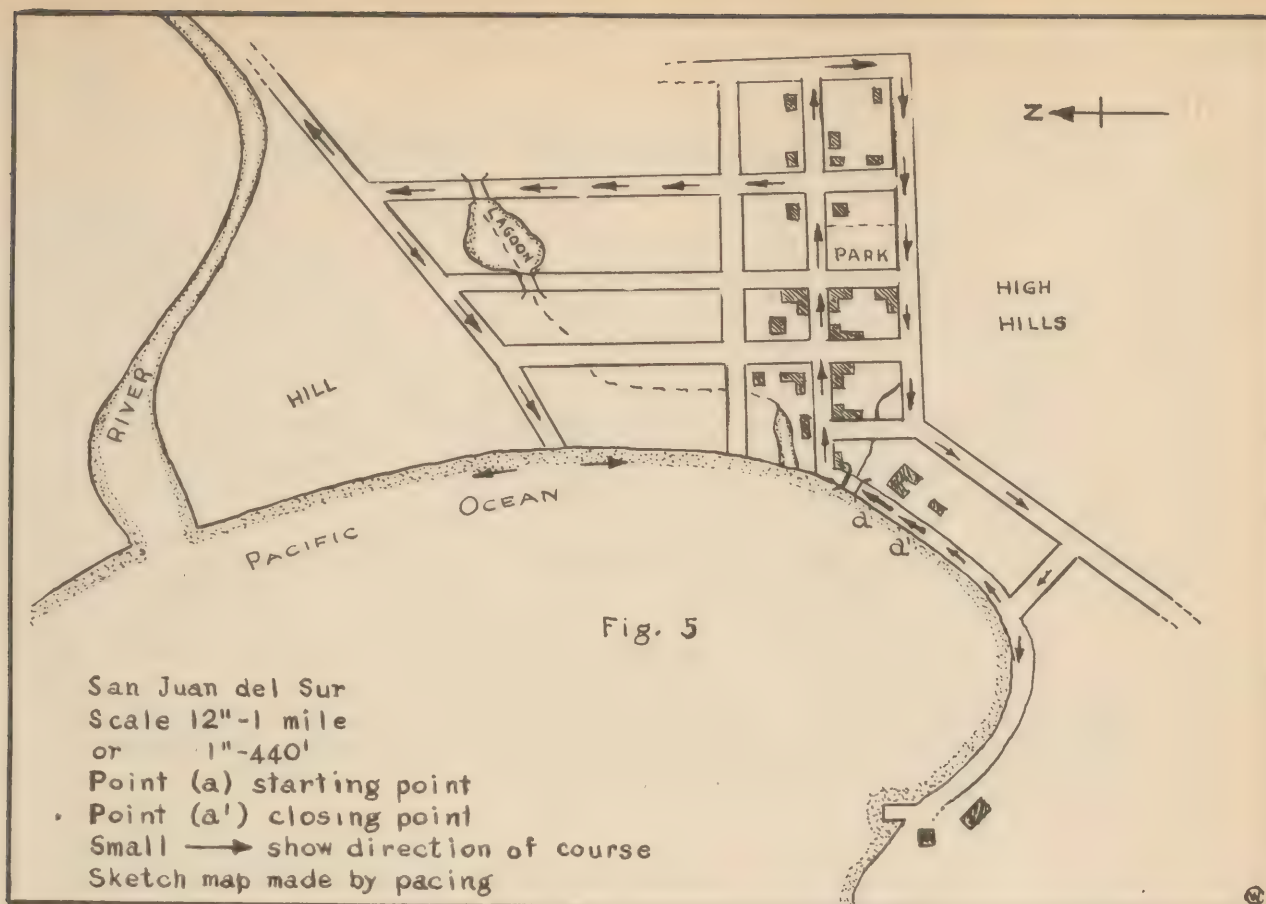 N
LAGOON
PARK
HIGH
HILLS
RIVER
HILL
PACIFIC OCEAN
a
a'
Fig. 5
San Juan del Sur
Scale 12"-1 mile
or 1"-440'
Point (a) starting point
Point (a') closing point
Small → show direction of course
Sketch map made by pacing